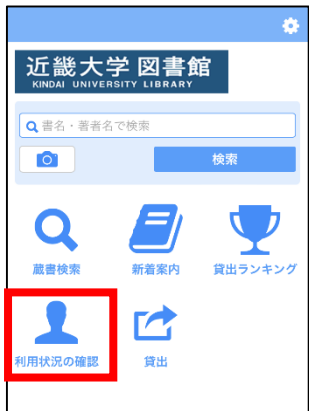 近畿大学 図書館
KINDAI UNIVERSITY LIBRARY
書名・著者名で検索
検索
蔵書検索
新着案内
貸出ランキング
利用状況の確認
貸出